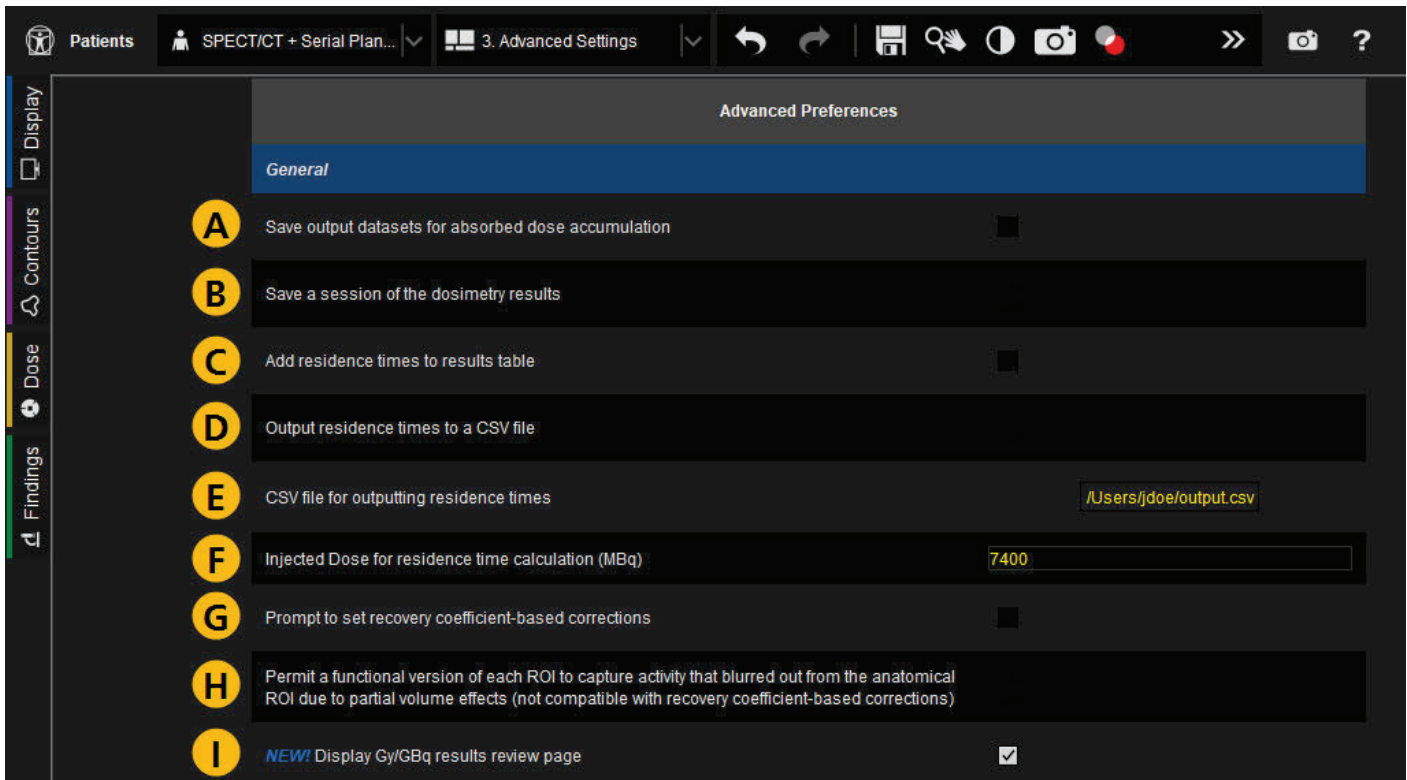 Patients
SPECT/CT + Serial Plan...
3. Advanced Settings
?
Display
Contours
Dose
Findings
Advanced Preferences
General
A
Save output datasets for absorbed dose accumulation
B
Save a session of the dosimetry results
C
Add residence times to results table
D
Output residence times to a CSV file
E
CSV file for outputting residence times
/Users/jdoe/output.csv
F
Injected Dose for residence time calculation (MBq)
7400
G
Prompt to set recovery coefficient-based corrections
H
Permit a functional version of each ROI to capture activity that blurred out from the anatomical
ROI due to partial volume effects (not compatible with recovery coefficient-based corrections)
I
NEW! Display Gy/GBq results review page